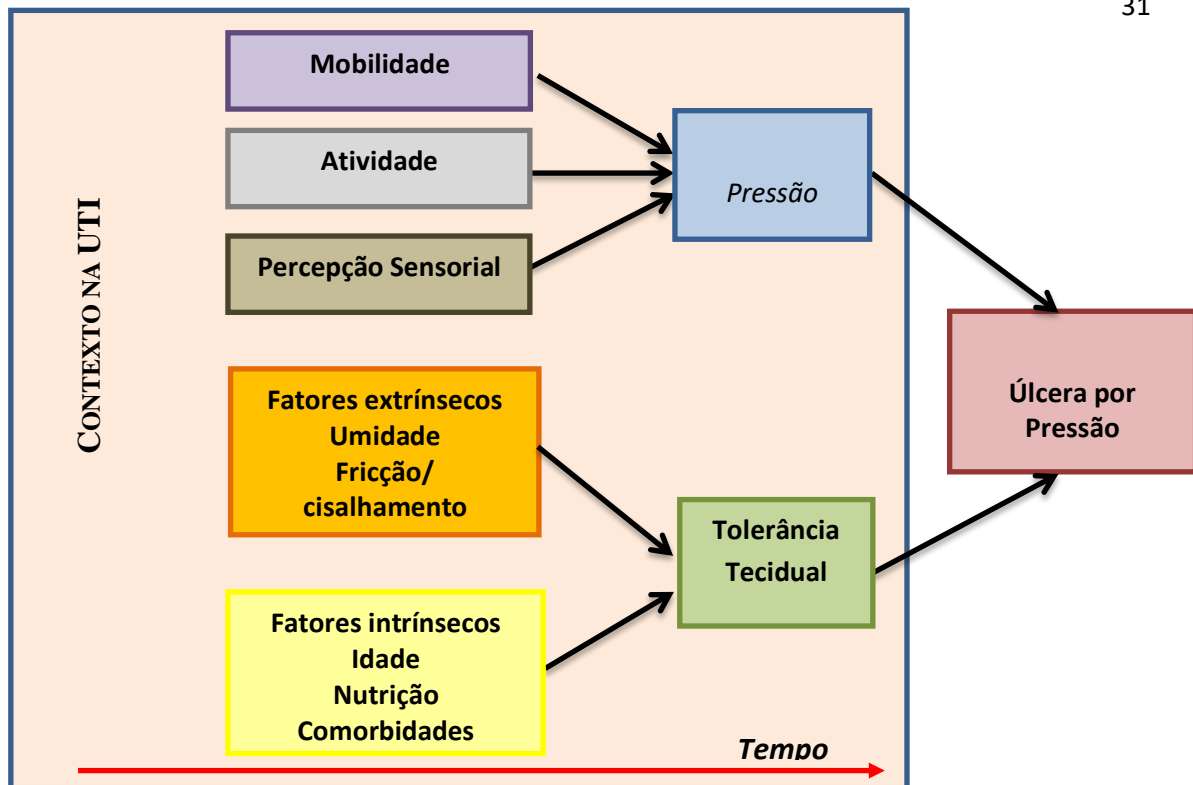 31
Mobilidade
Atividade
Percepção Sensorial
Pressão
CONTEXTO NA UTI
Fatores extrínsecos
Umidade
Fricção/
cisalhamento
Tolerância
Tecidual
Úlcera por
Pressão
Fatores intrínsecos
Idade
Nutrição
Comorbidades
Tempo